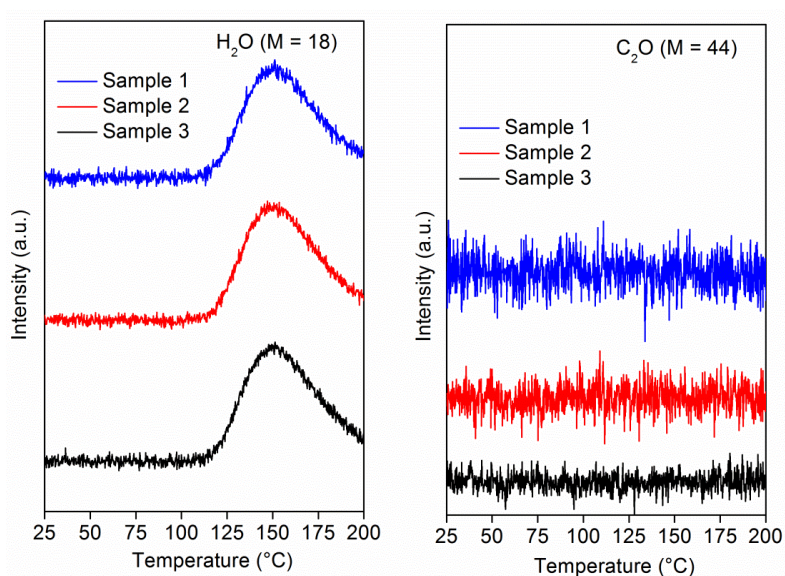 H₂O (M = 18)
Sample 1
Sample 2
Sample 3
Intensity (a.u.)
25 50 75 100 125 150 175 200
Temperature (°C)
C₂O (M = 44)
Sample 1
Sample 2
Sample 3
Intensity (a.u.)
25 50 75 100 125 150 175 200
Temperature (°C)